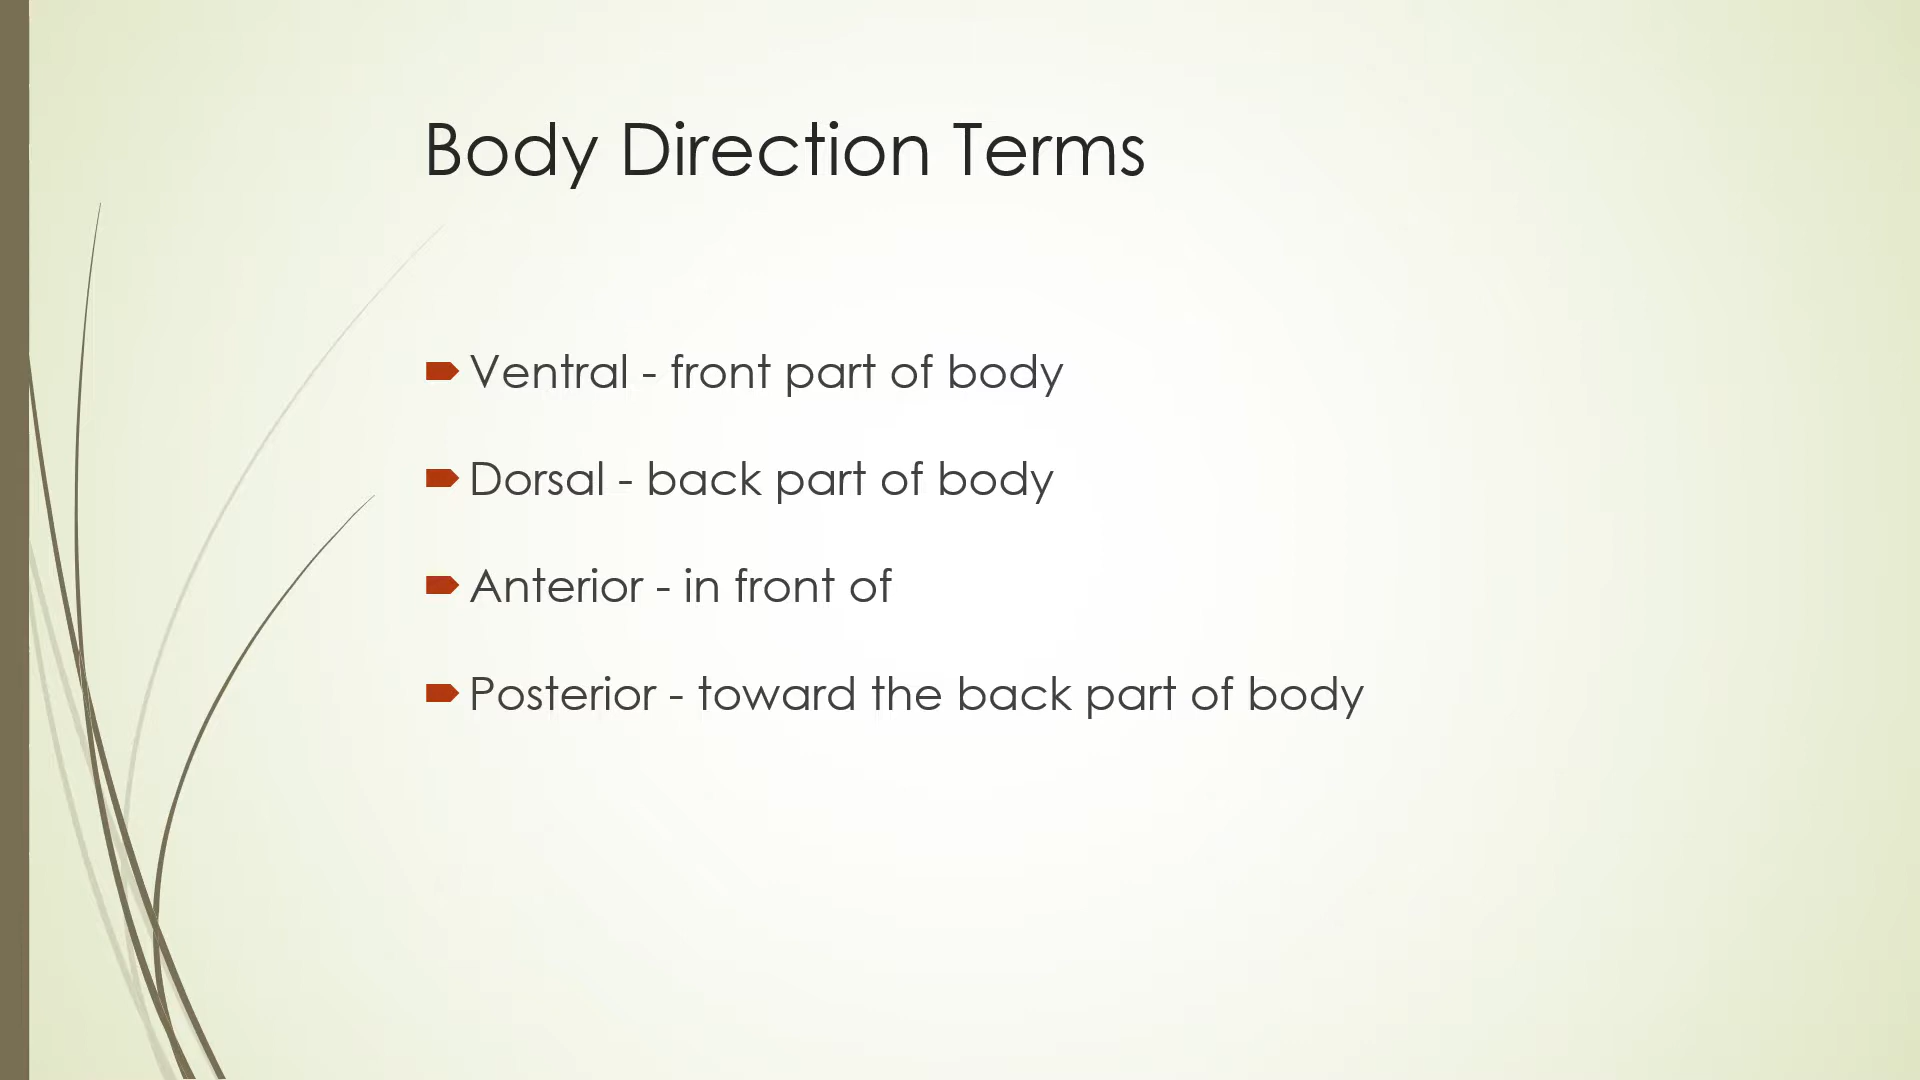 Body Direction Terms
Ventral - front part of body
Dorsal - back part of body
Anterior - in front of
Posterior - toward the back part of body